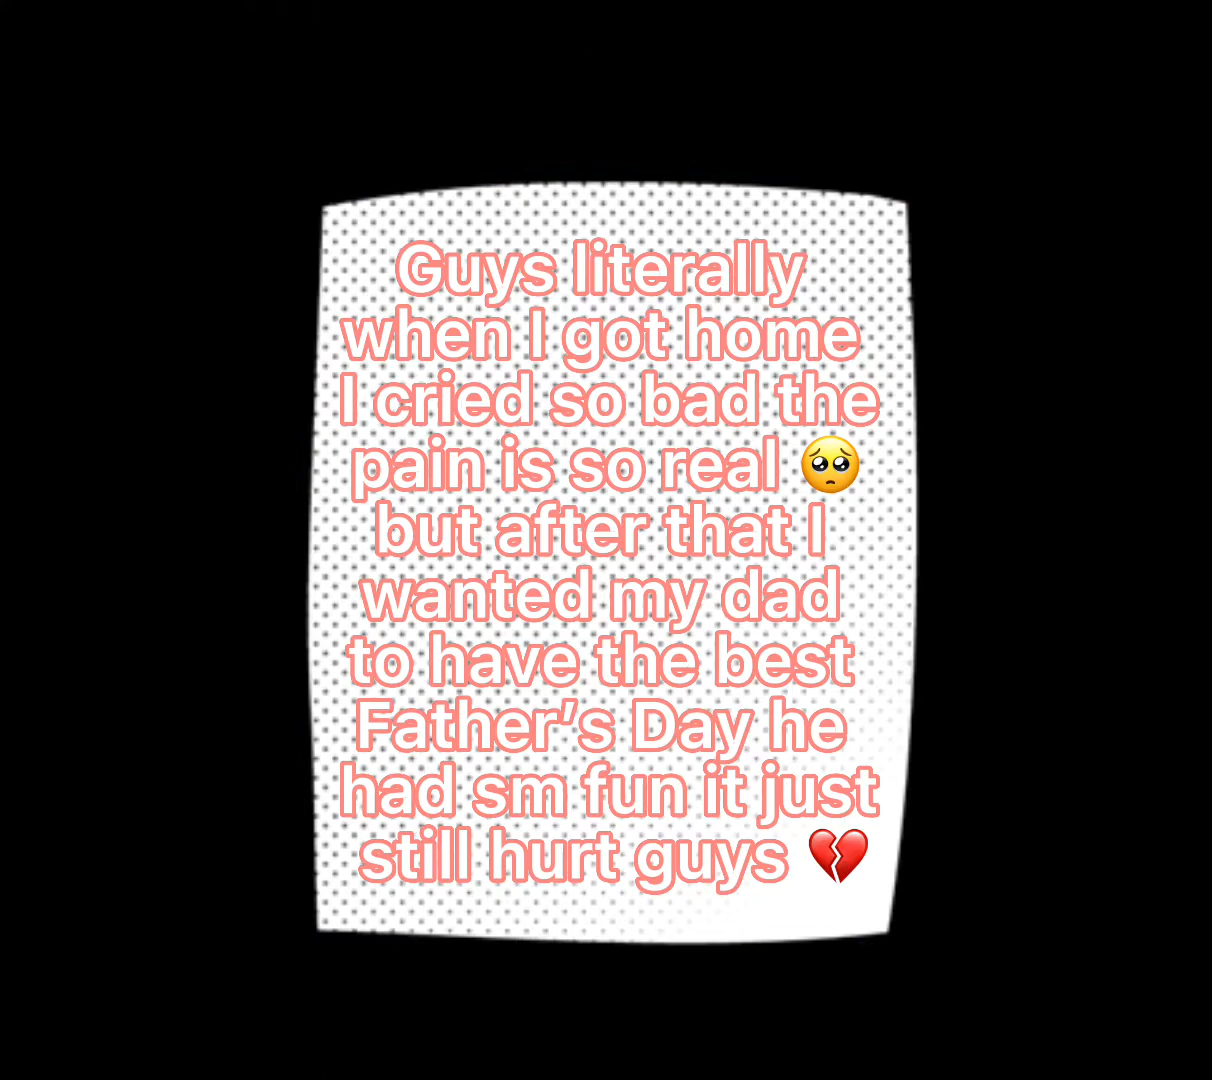 Guys literally
when I got home
I cried so bad the
pain is so real 🥺
but after that I
wanted my dad
to have the best
Father’s Day he
had sm fun it just
still hurt guys 💔